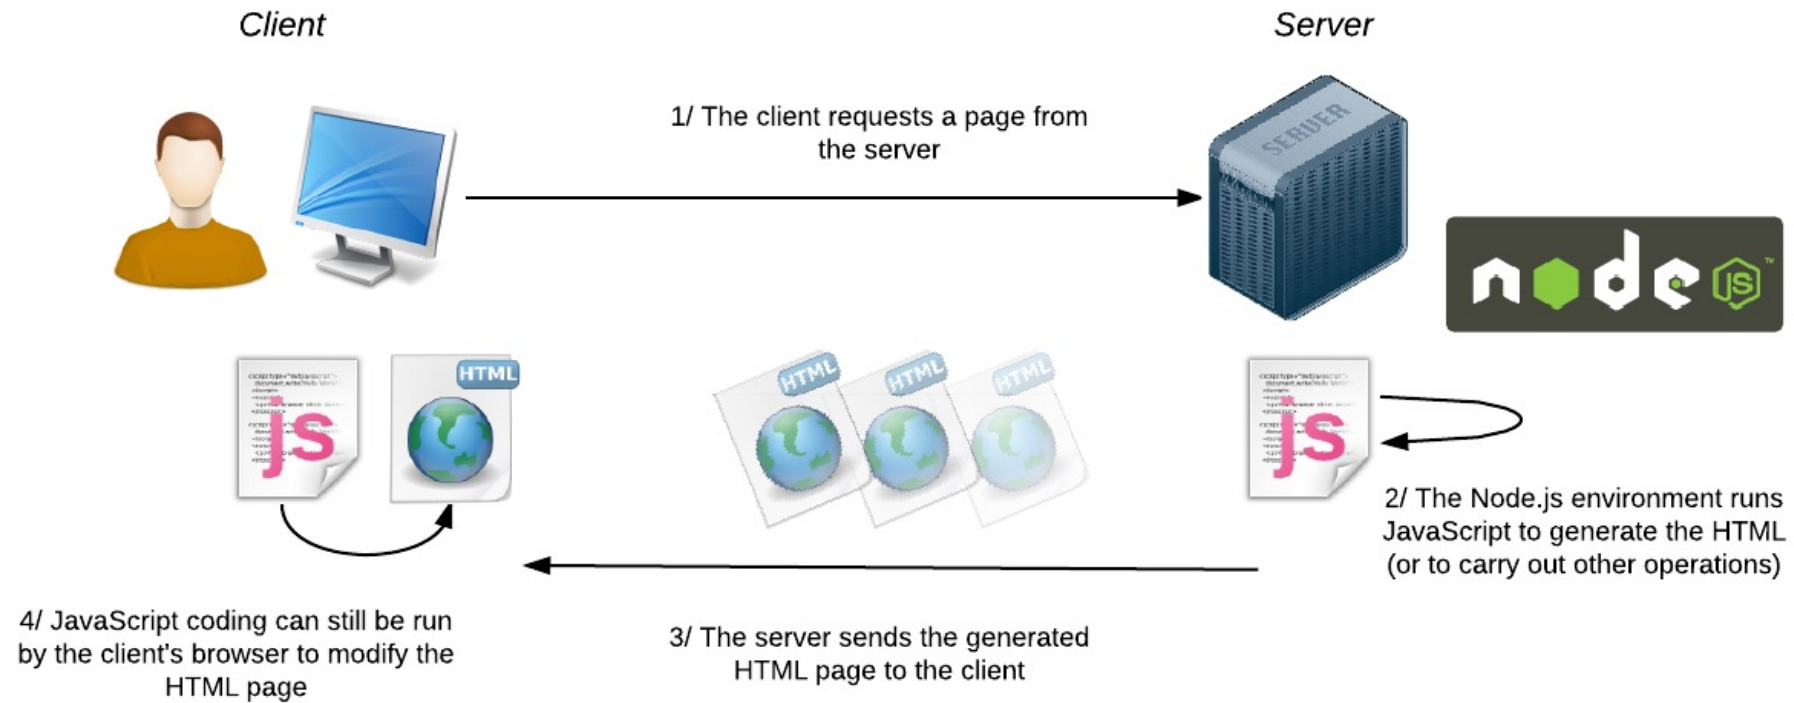 Client
Server
1/ The client requests a page from
the server
SERVER
node js
™
HTML
js
HTML
HTML
HTML
js
2/ The Node.js environment runs
JavaScript to generate the HTML
(or to carry out other operations)
4/ JavaScript coding can still be run
by the client's browser to modify the
HTML page
3/ The server sends the generated
HTML page to the client